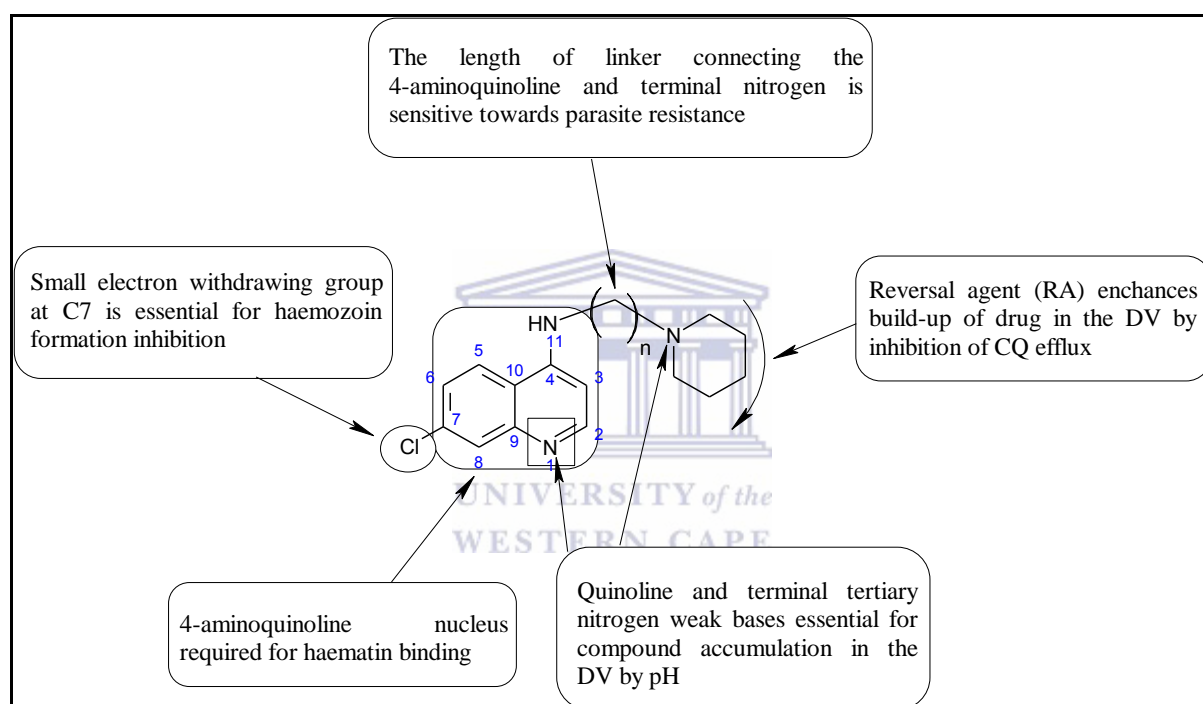 The length of linker connecting the
4-aminoquinoline and terminal nitrogen is
sensitive towards parasite resistance
Small electron withdrawing group
at C7 is essential for haemozoin
formation inhibition
Reversal agent (RA) enchances
build-up of drug in the DV by
inhibition of CQ efflux
HN
11
( )
n
N
5
10
4
3
6
7
9
2
Cl
8
N
1
UNIVERSITY of the
WESTERN CAPE
4-aminoquinoline nucleus
required for haematin binding
Quinoline and terminal tertiary
nitrogen weak bases essential for
compound accumulation in the
DV by pH